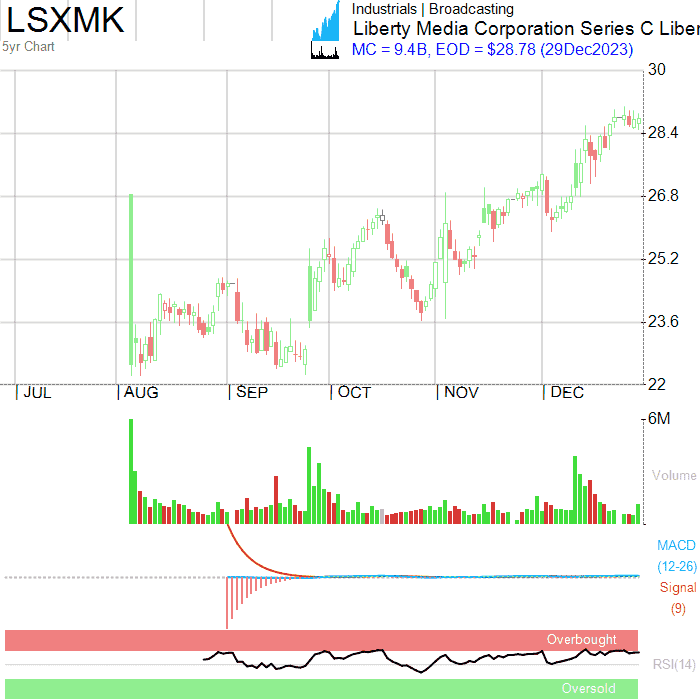 LSXMK
5yr Chart
Industrials | Broadcasting
Liberty Media Corporation Series C Liber
MC = 9.4B, EOD = $28.78 (29Dec2023)
30
28.4
26.8
25.2
23.6
22
JUL AUG SEP OCT NOV DEC
6M
Volume
MACD
(12-26)
Signal
(9)
Overbought
RSI(14)
Oversold